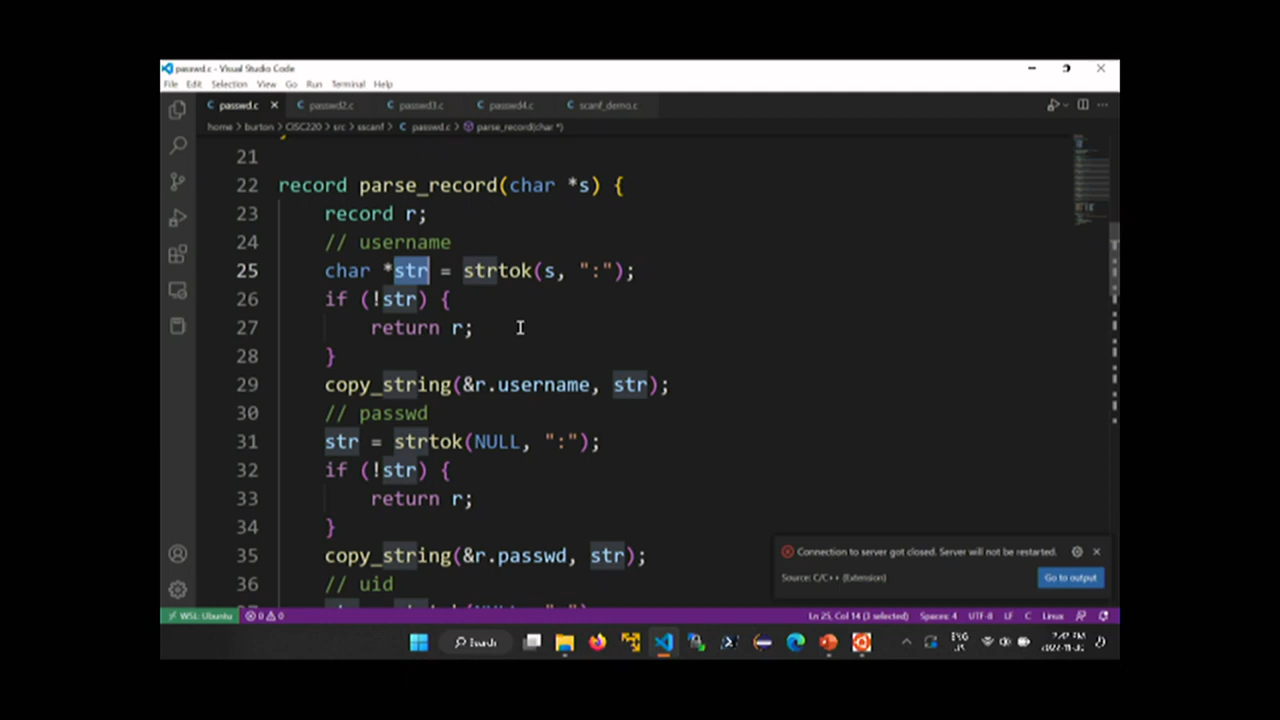 passwd.c - Visual Studio Code
File Edit Selection View Go Run Terminal Help
passwd.c passwd2.c passwd3.c passwd4.c scanf_demo.c
home > burton > CISC220 > src > sscanf > C passwd.c > parse_record(char *)
21
22 record parse_record(char *s) {
23 record r;
24 // username
25 char *str = strtok(s, ":");
26 if (!str) {
27 return r;
28 }
29 copy_string(&r.username, str);
30 // passwd
31 str = strtok(NULL, ":");
32 if (!str) {
33 return r;
34 }
35 copy_string(&r.passwd, str);
36 // uid
Connection to server got closed. Server will not be restarted.
Source: C/C++ (Extension)
Go to output
WSL: Ubuntu 0 0 Ln 25, Col 14 (3 selected) Spaces: 4 UTF-8 LF C Linux
Search ENG